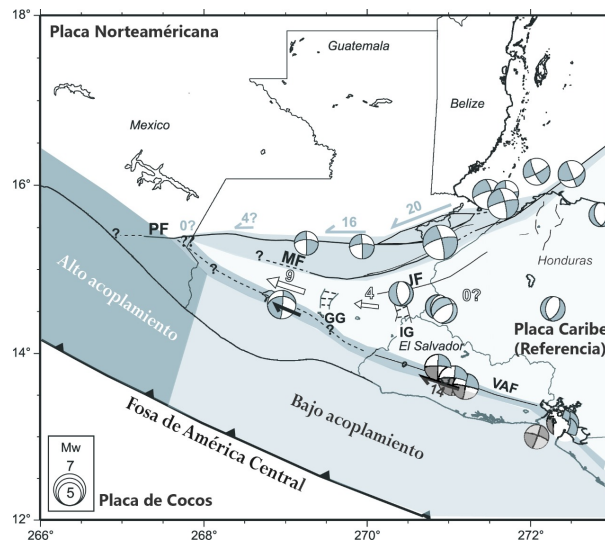 18°
Placa Norteaméricana
Guatemala
Belize
Mexico
16°
PF
0?
4?
16
20
?
?
??
?
?
?
?
?
MF
9
4
JF
0?
Honduras
GG
IG
El Salvador
Placa Caribe
(Referencia)
Alto acoplamiento
14°
14
VAF
Bajo acoplamiento
Fosa de América Central
Mw
7
5
Placa de Cocos
12°
266°
268°
270°
272°